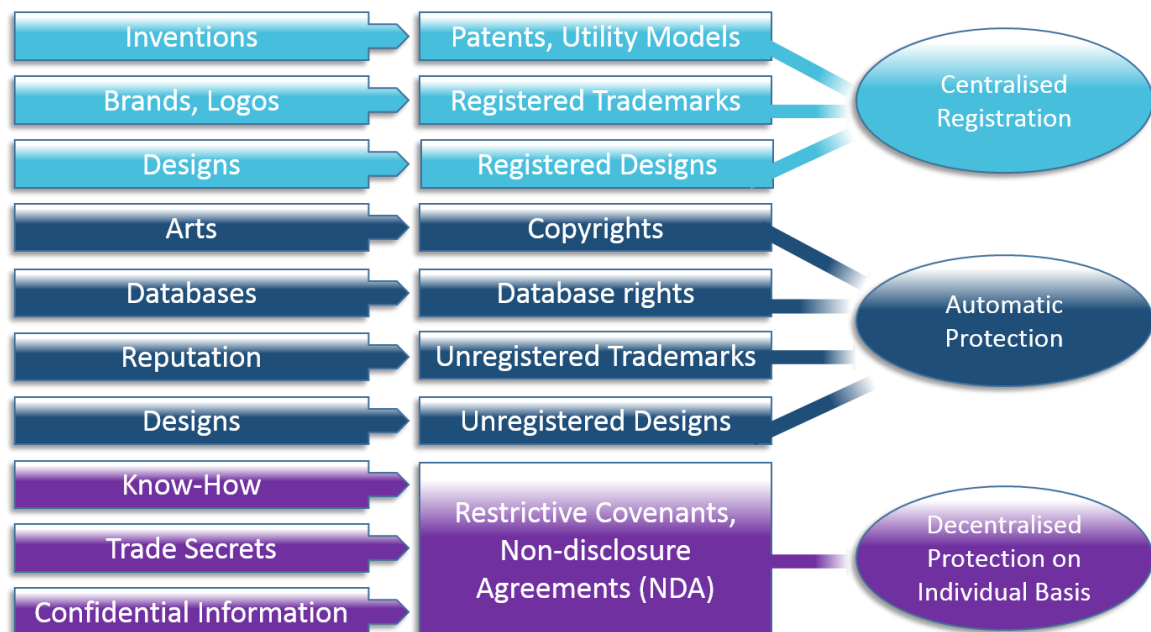 Inventions
Patents, Utility Models
Brands, Logos
Registered Trademarks
Designs
Registered Designs
Centralised
Registration
Arts
Copyrights
Databases
Database rights
Reputation
Unregistered Trademarks
Designs
Unregistered Designs
Automatic
Protection
Know-How
Trade Secrets
Confidential Information
Restrictive Covenants,
Non-disclosure
Agreements (NDA)
Decentralised
Protection on
Individual Basis